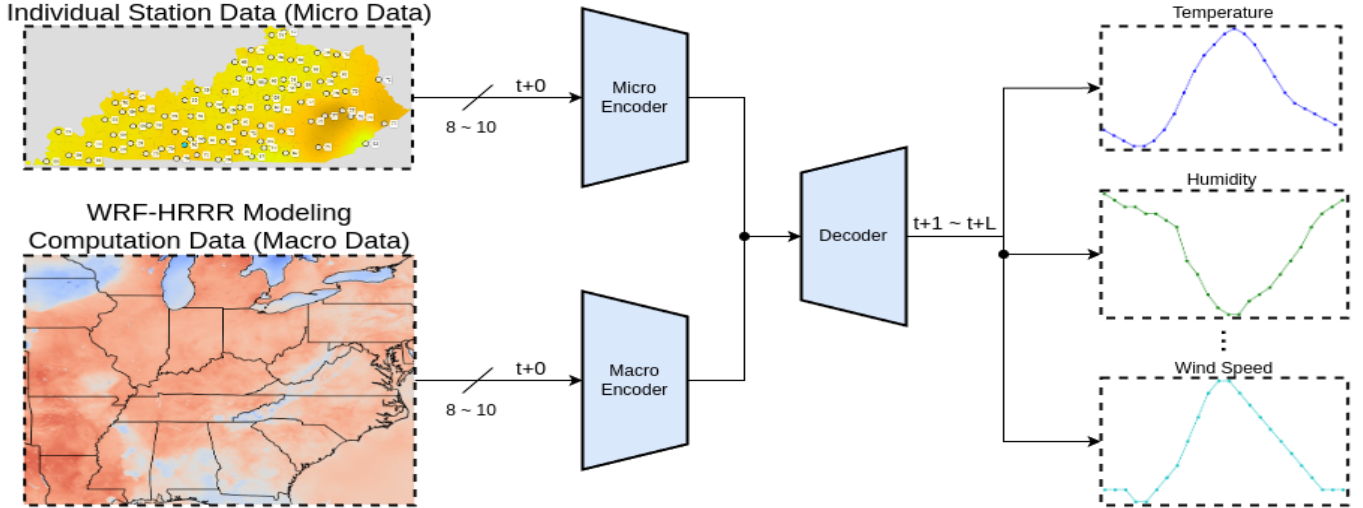 Individual Station Data (Micro Data)
t+0
8 ~ 10
Micro
Encoder
WRF-HRRR Modeling
Computation Data (Macro Data)
t+0
8 ~ 10
Macro
Encoder
Decoder
t+1 ~ t+L
Temperature
Humidity
Wind Speed